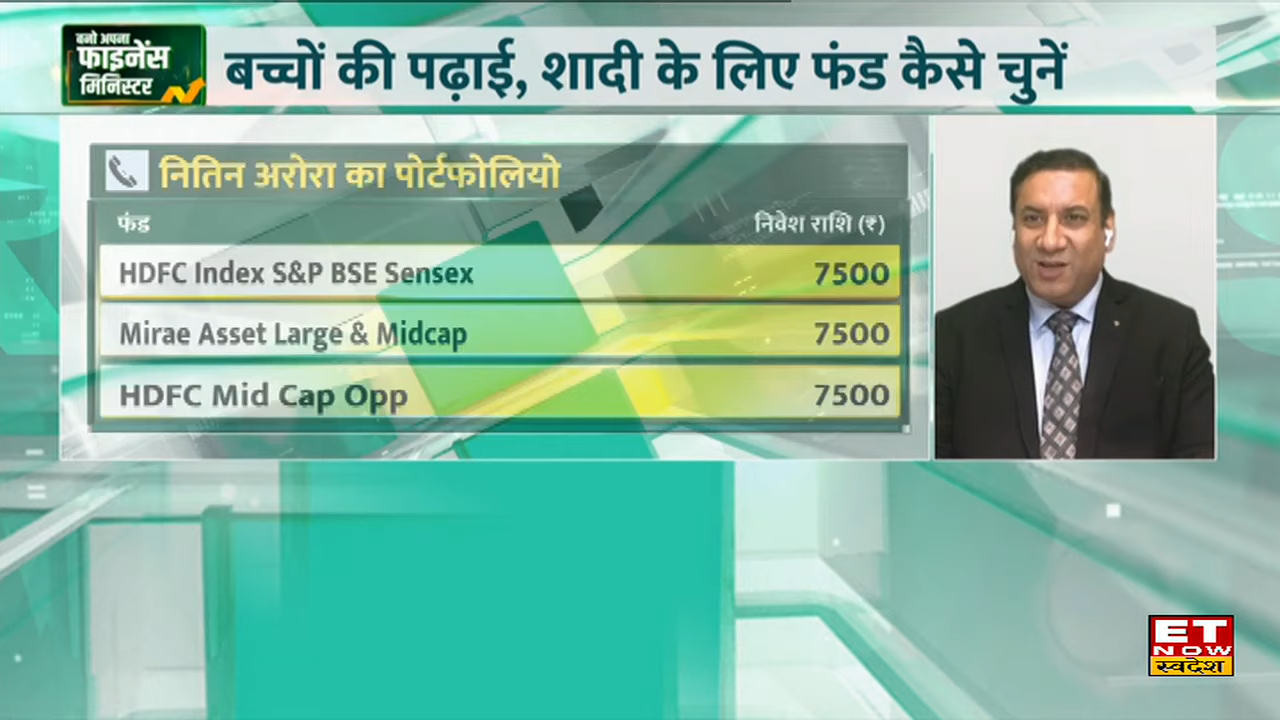 बनो अपना
फाइनेंस
मिनिस्टर
बच्चों की पढ़ाई, शादी के लिए फंड कैसे चुनें
नितिन अरोरा का पोर्टफोलियो
फंड निवेश राशि (₹)
HDFC Index S&P BSE Sensex 7500
Mirae Asset Large & Midcap 7500
HDFC Mid Cap Opp 7500
ET
NOW
स्वदेश